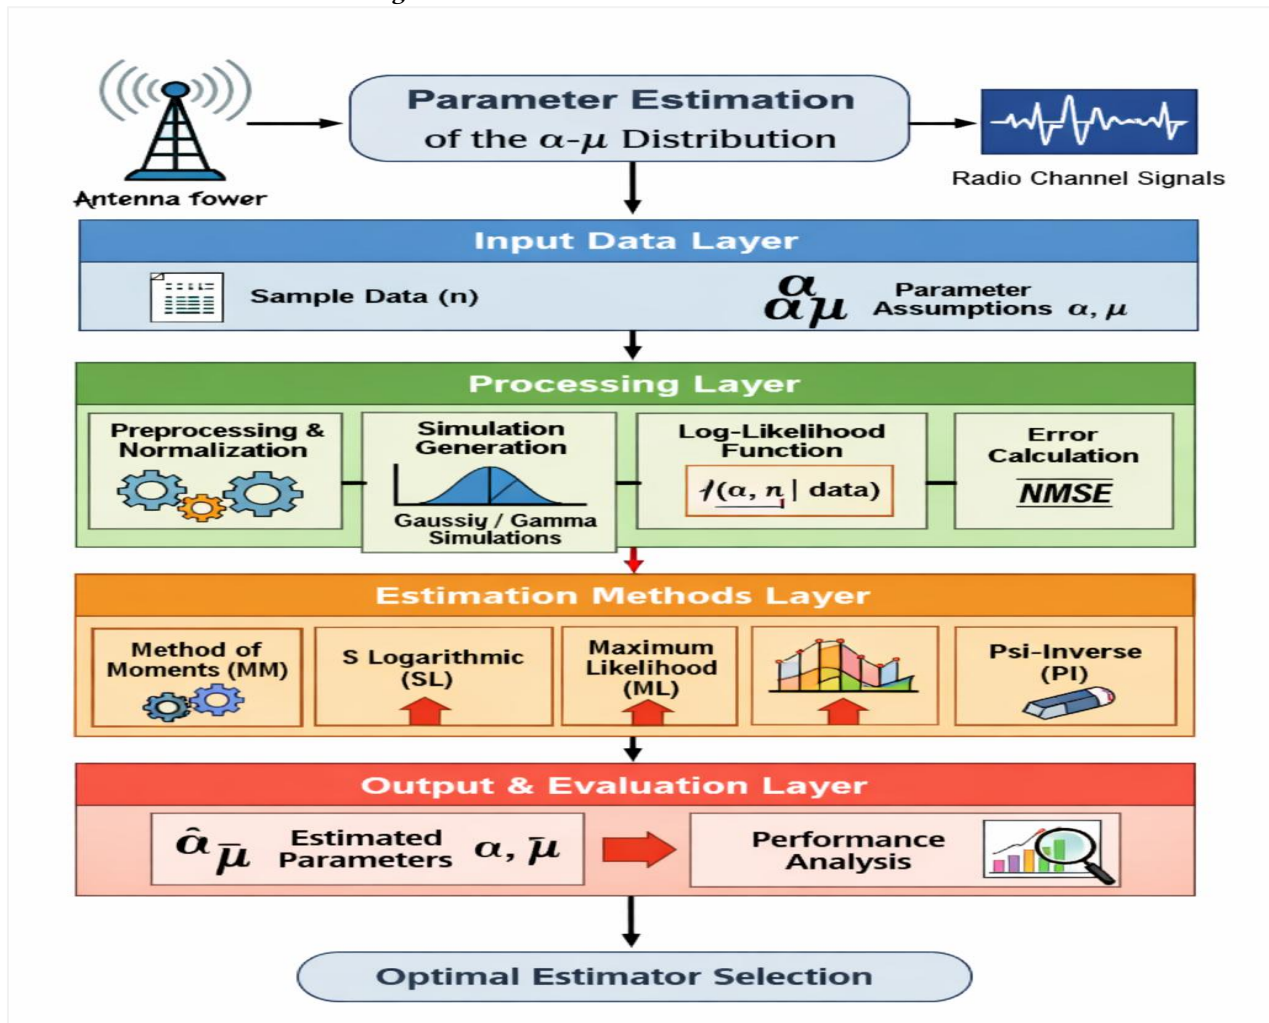 Parameter Estimation
of the α-μ Distribution
Antenna fower
Radio Channel Signals
Input Data Layer
Sample Data (n)
α
αμ
Parameter
Assumptions α, μ
Processing Layer
Preprocessing &
Normalization
Simulation
Generation
Gaussiy / Gamma
Simulations
Log-Likelihood
Function
(α, n | data)
Error
Calculation
NMSE
Estimation Methods Layer
Method of
Moments (MM)
S Logarithmic
(SL)
Maximum
Likelihood
(ML)
Psi-Inverse
(PI)
Output & Evaluation Layer
α̂ μ̄
Estimated
Parameters α, μ̄
Performance
Analysis
Optimal Estimator Selection